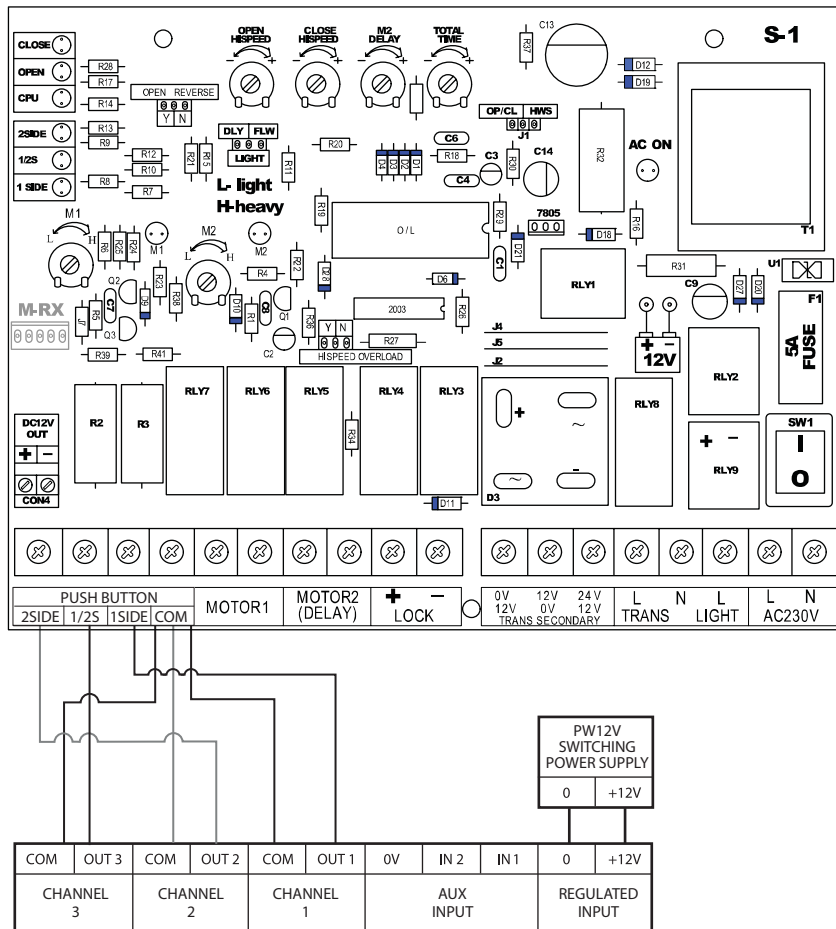 CLOSE
OPEN
CPU
2SIDE
1/2S
1 SIDE
R28
R17
R14
R13
R9
R8
R12
R10
R7
OPEN REVERSE
Y N
R21
R15
DLY FLW
LIGHT
L- light
H-heavy
R11
OPEN HISPEED
CLOSE HISPEED
M2 DELAY
TOTAL TIME
- +
- +
- +
- +
R20
D4
D3
D2
D1
C6
R18
C4
C3
OP/CL HWS
J1
R30
C14
R37
C13
D12
D19
S-1
R32
AC ON
T1
7805
D18
R16
M1
L H
R6
R25
R24
M1
M2
L H
M2
R19
O/L
R29
D21
C1
RLY1
R31
U1
M-RX
J7
R5
C7
Q2
Q3
D9
R23
R38
D10
R1
C8
R4
Q1
C2
R22
D28
R36
Y N
HISPEED OVERLOAD
2003
R27
D6
R26
J4
J5
J2
+ -
12V
C9
D27
D20
F1
5A FUSE
R39
R41
R2
R3
RLY7
RLY6
RLY5
R34
RLY4
RLY3
D11
+ ~
~ -
D3
RLY8
RLY2
+ -
RLY9
SW1
I
O
DC12V
OUT
+ -
CON4
PUSH BUTTON
2SIDE 1/2S 1SIDE COM
MOTOR1
MOTOR2
(DELAY)
+ -
LOCK
0V 12V 24V
12V 0V 12V
TRANS SECONDARY
L N L
TRANS LIGHT
L N
AC230V
PW12V
SWITCHING
POWER SUPPLY
0 +12V
COM OUT 3 COM OUT 2 COM OUT 1 0V IN 2 IN 1 0 +12V
CHANNEL
3
CHANNEL
2
CHANNEL
1
AUX
INPUT
REGULATED
INPUT